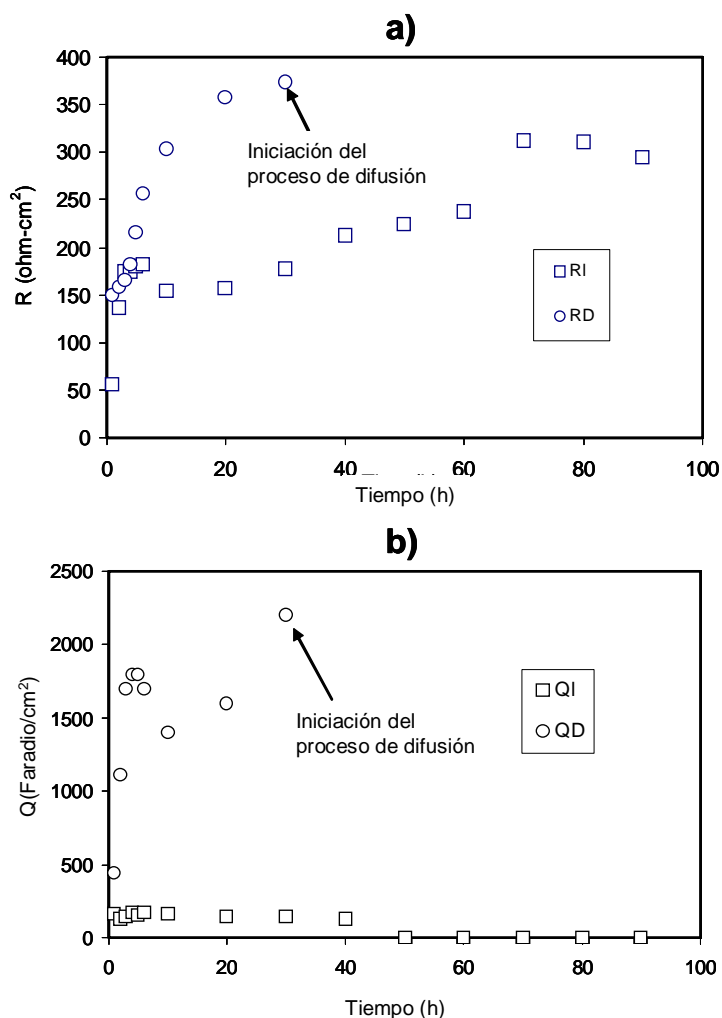 a)
400
350
300
250
200
150
100
50
0
R (ohm-cm²)
Iniciación del
proceso de difusión
RI
RD
0 20 40 60 80 100
Tiempo (h)
b)
2500
2000
1500
1000
500
0
Q(Faradio/cm²)
Iniciación del
proceso de difusión
QI
QD
0 20 40 60 80 100
Tiempo (h)